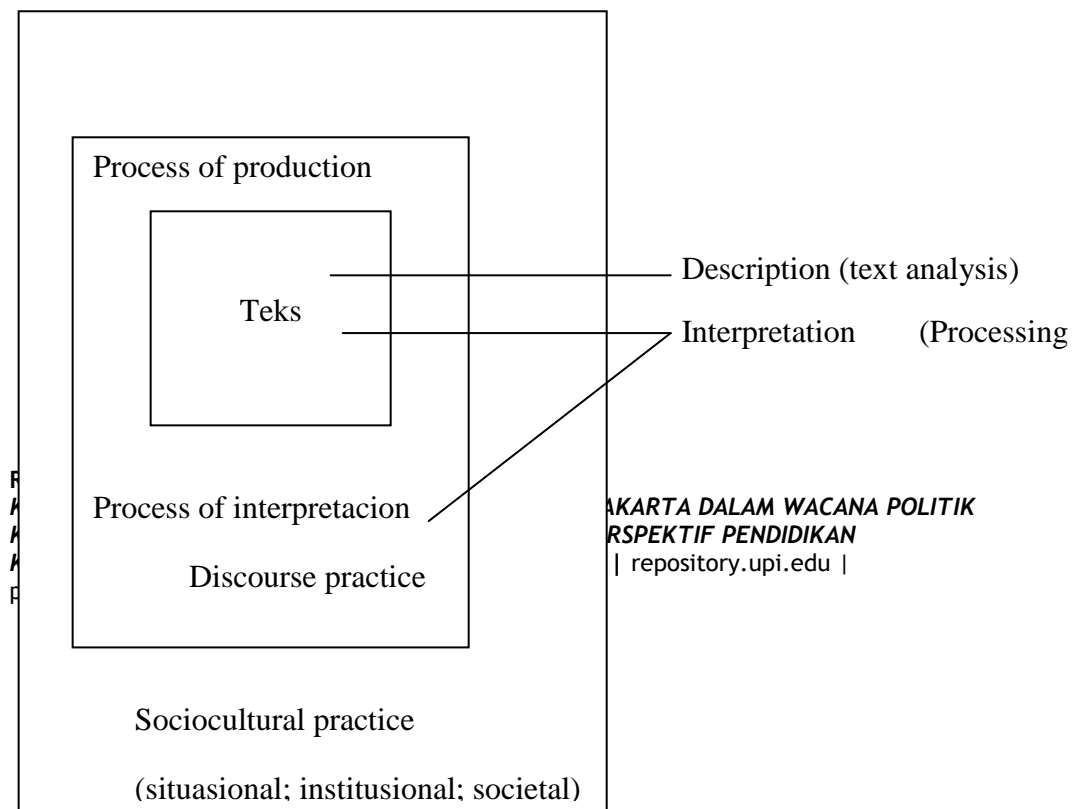 Process of production
Description (text analysis)
Teks
Interpretation (Processing
Process of interpretacion
AKARTA DALAM WACANA POLITIK
RSPEKTIF PENDIDIKAN
| repository.upi.edu |
Discourse practice
Sociocultural practice
(situasional; institusional; societal)